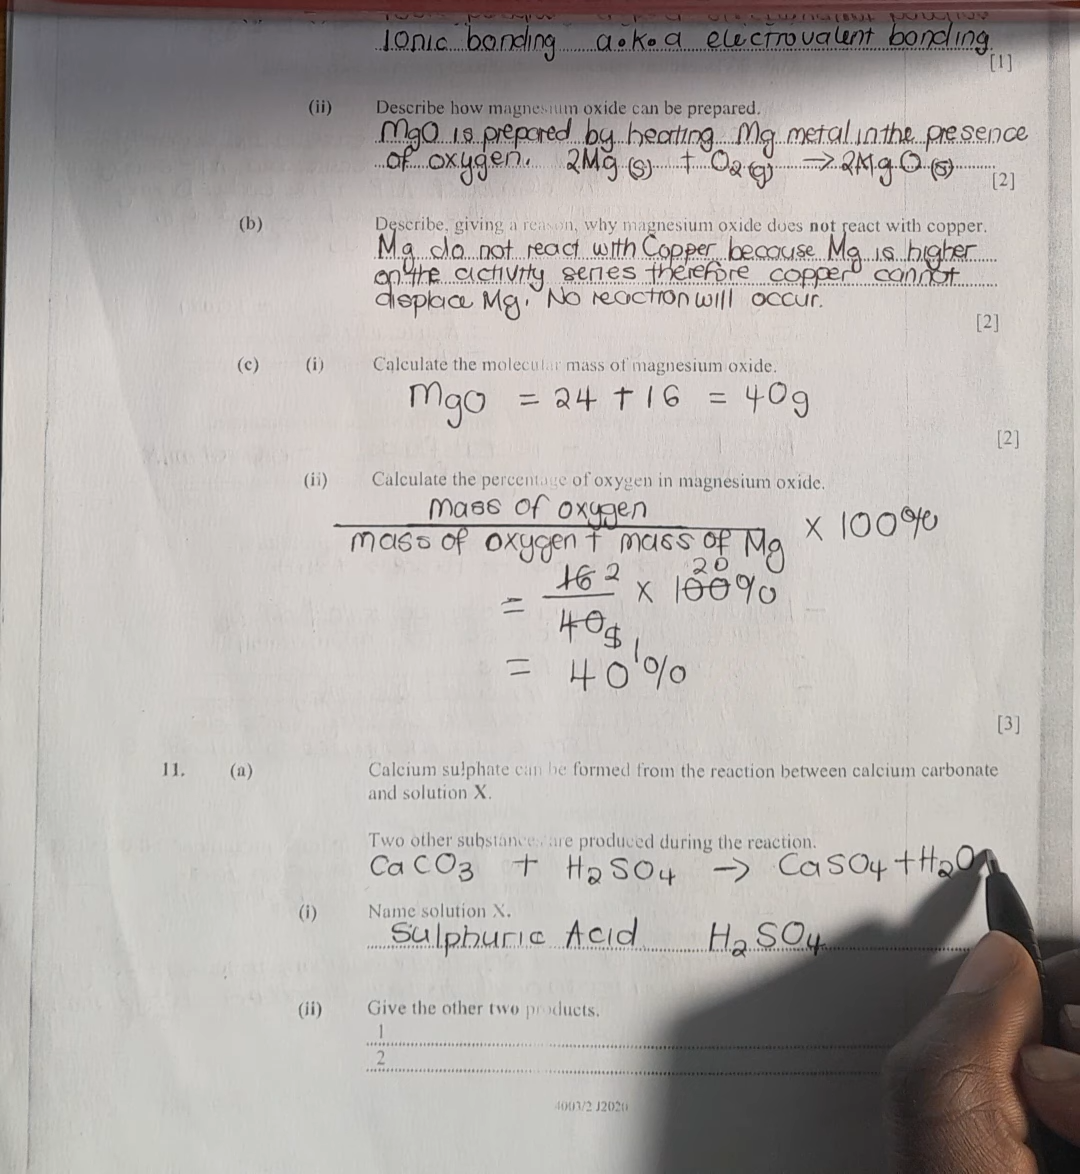 Ionic bonding a.k.a electrovalent bonding
[1]
(ii) Describe how magnesium oxide can be prepared.
MgO is prepared by heating Mg metal in the presence
of oxygen. 2Mg (s) + O2 (g) → 2MgO (s)
[2]
(b) Describe, giving a reason, why magnesium oxide does not react with copper.
Mg do not react with Copper because Mg is higher
on the activity series therefore copper cannot
displace Mg. No reaction will occur.
[2]
(c) (i) Calculate the molecular mass of magnesium oxide.
MgO = 24 + 16 = 40g
[2]
(ii) Calculate the percentage of oxygen in magnesium oxide.
mass of oxygen
mass of oxygen + mass of Mg × 100%
16 2 20
= × 100%
40 5
= 40% 1
[3]
11. (a) Calcium sulphate can be formed from the reaction between calcium carbonate
and solution X.
Two other substances are produced during the reaction.
CaCO3 + H2SO4 → CaSO4 + H2O
(i) Name solution X.
Sulphuric Acid H2SO4
(ii) Give the other two products.
1
2
4003/2 J2020